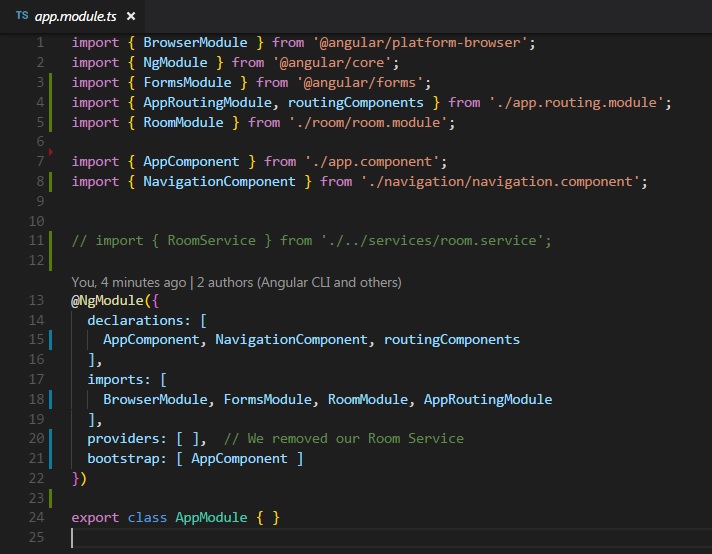 TS app.module.ts ×
1 import { BrowserModule } from '@angular/platform-browser';
2 import { NgModule } from '@angular/core';
3 import { FormsModule } from '@angular/forms';
4 import { AppRoutingModule, routingComponents } from './app.routing.module';
5 import { RoomModule } from './room/room.module';
6
7 import { AppComponent } from './app.component';
8 import { NavigationComponent } from './navigation/navigation.component';
9
10
11 // import { RoomService } from './../services/room.service';
12
You, 4 minutes ago | 2 authors (Angular CLI and others)
13 @NgModule({
14   declarations: [
15     AppComponent, NavigationComponent, routingComponents
16   ],
17   imports: [
18     BrowserModule, FormsModule, RoomModule, AppRoutingModule
19   ],
20   providers: [ ],  // We removed our Room Service
21   bootstrap: [ AppComponent ]
22 })
23
24 export class AppModule { }
25